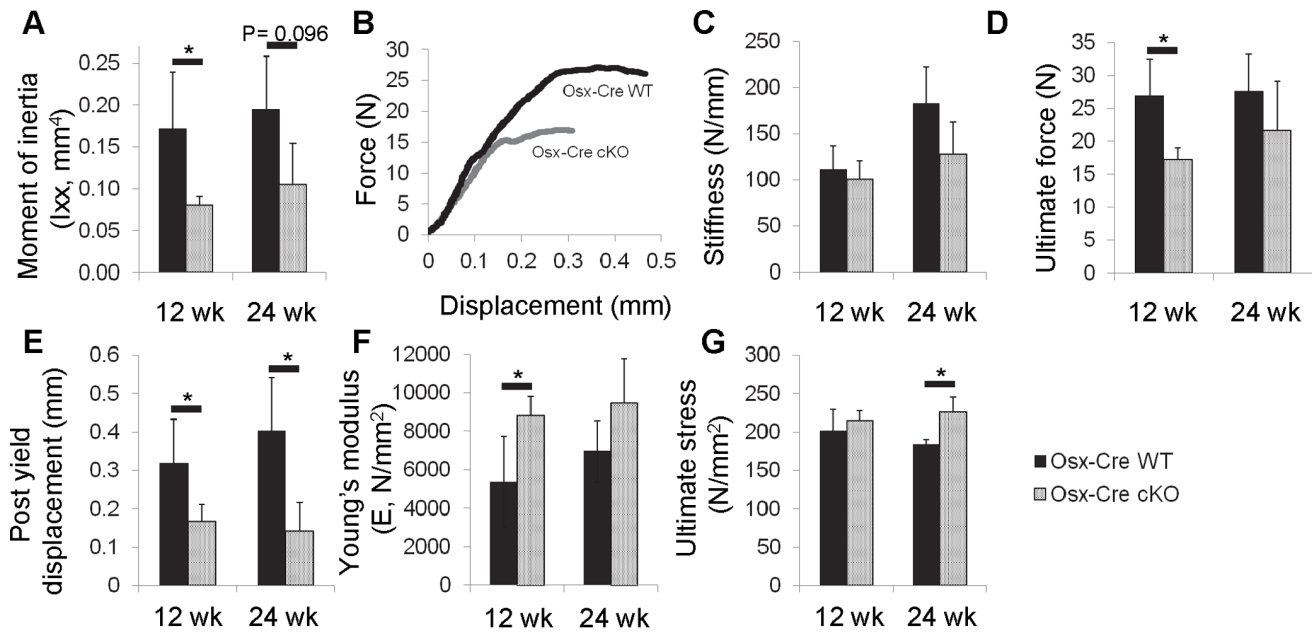 A
Moment of inertia
(Ixx, mm⁴)
0.25
0.20
0.15
0.10
0.05
0.00
*
P= 0.096
12 wk
24 wk
B
Force (N)
30
25
20
15
10
5
0
Osx-Cre WT
Osx-Cre cKO
0
0.1
0.2
0.3
0.4
0.5
Displacement (mm)
C
Stiffness (N/mm)
250
200
150
100
50
0
12 wk
24 wk
D
Ultimate force (N)
35
30
25
20
15
10
5
0
*
12 wk
24 wk
E
Post yield
displacement (mm)
0.6
0.5
0.4
0.3
0.2
0.1
0
*
*
12 wk
24 wk
F
Young's modulus
(E, N/mm²)
12000
10000
8000
6000
4000
2000
0
*
12 wk
24 wk
G
Ultimate stress
(N/mm²)
300
250
200
150
100
50
0
*
12 wk
24 wk
Osx-Cre WT
Osx-Cre cKO